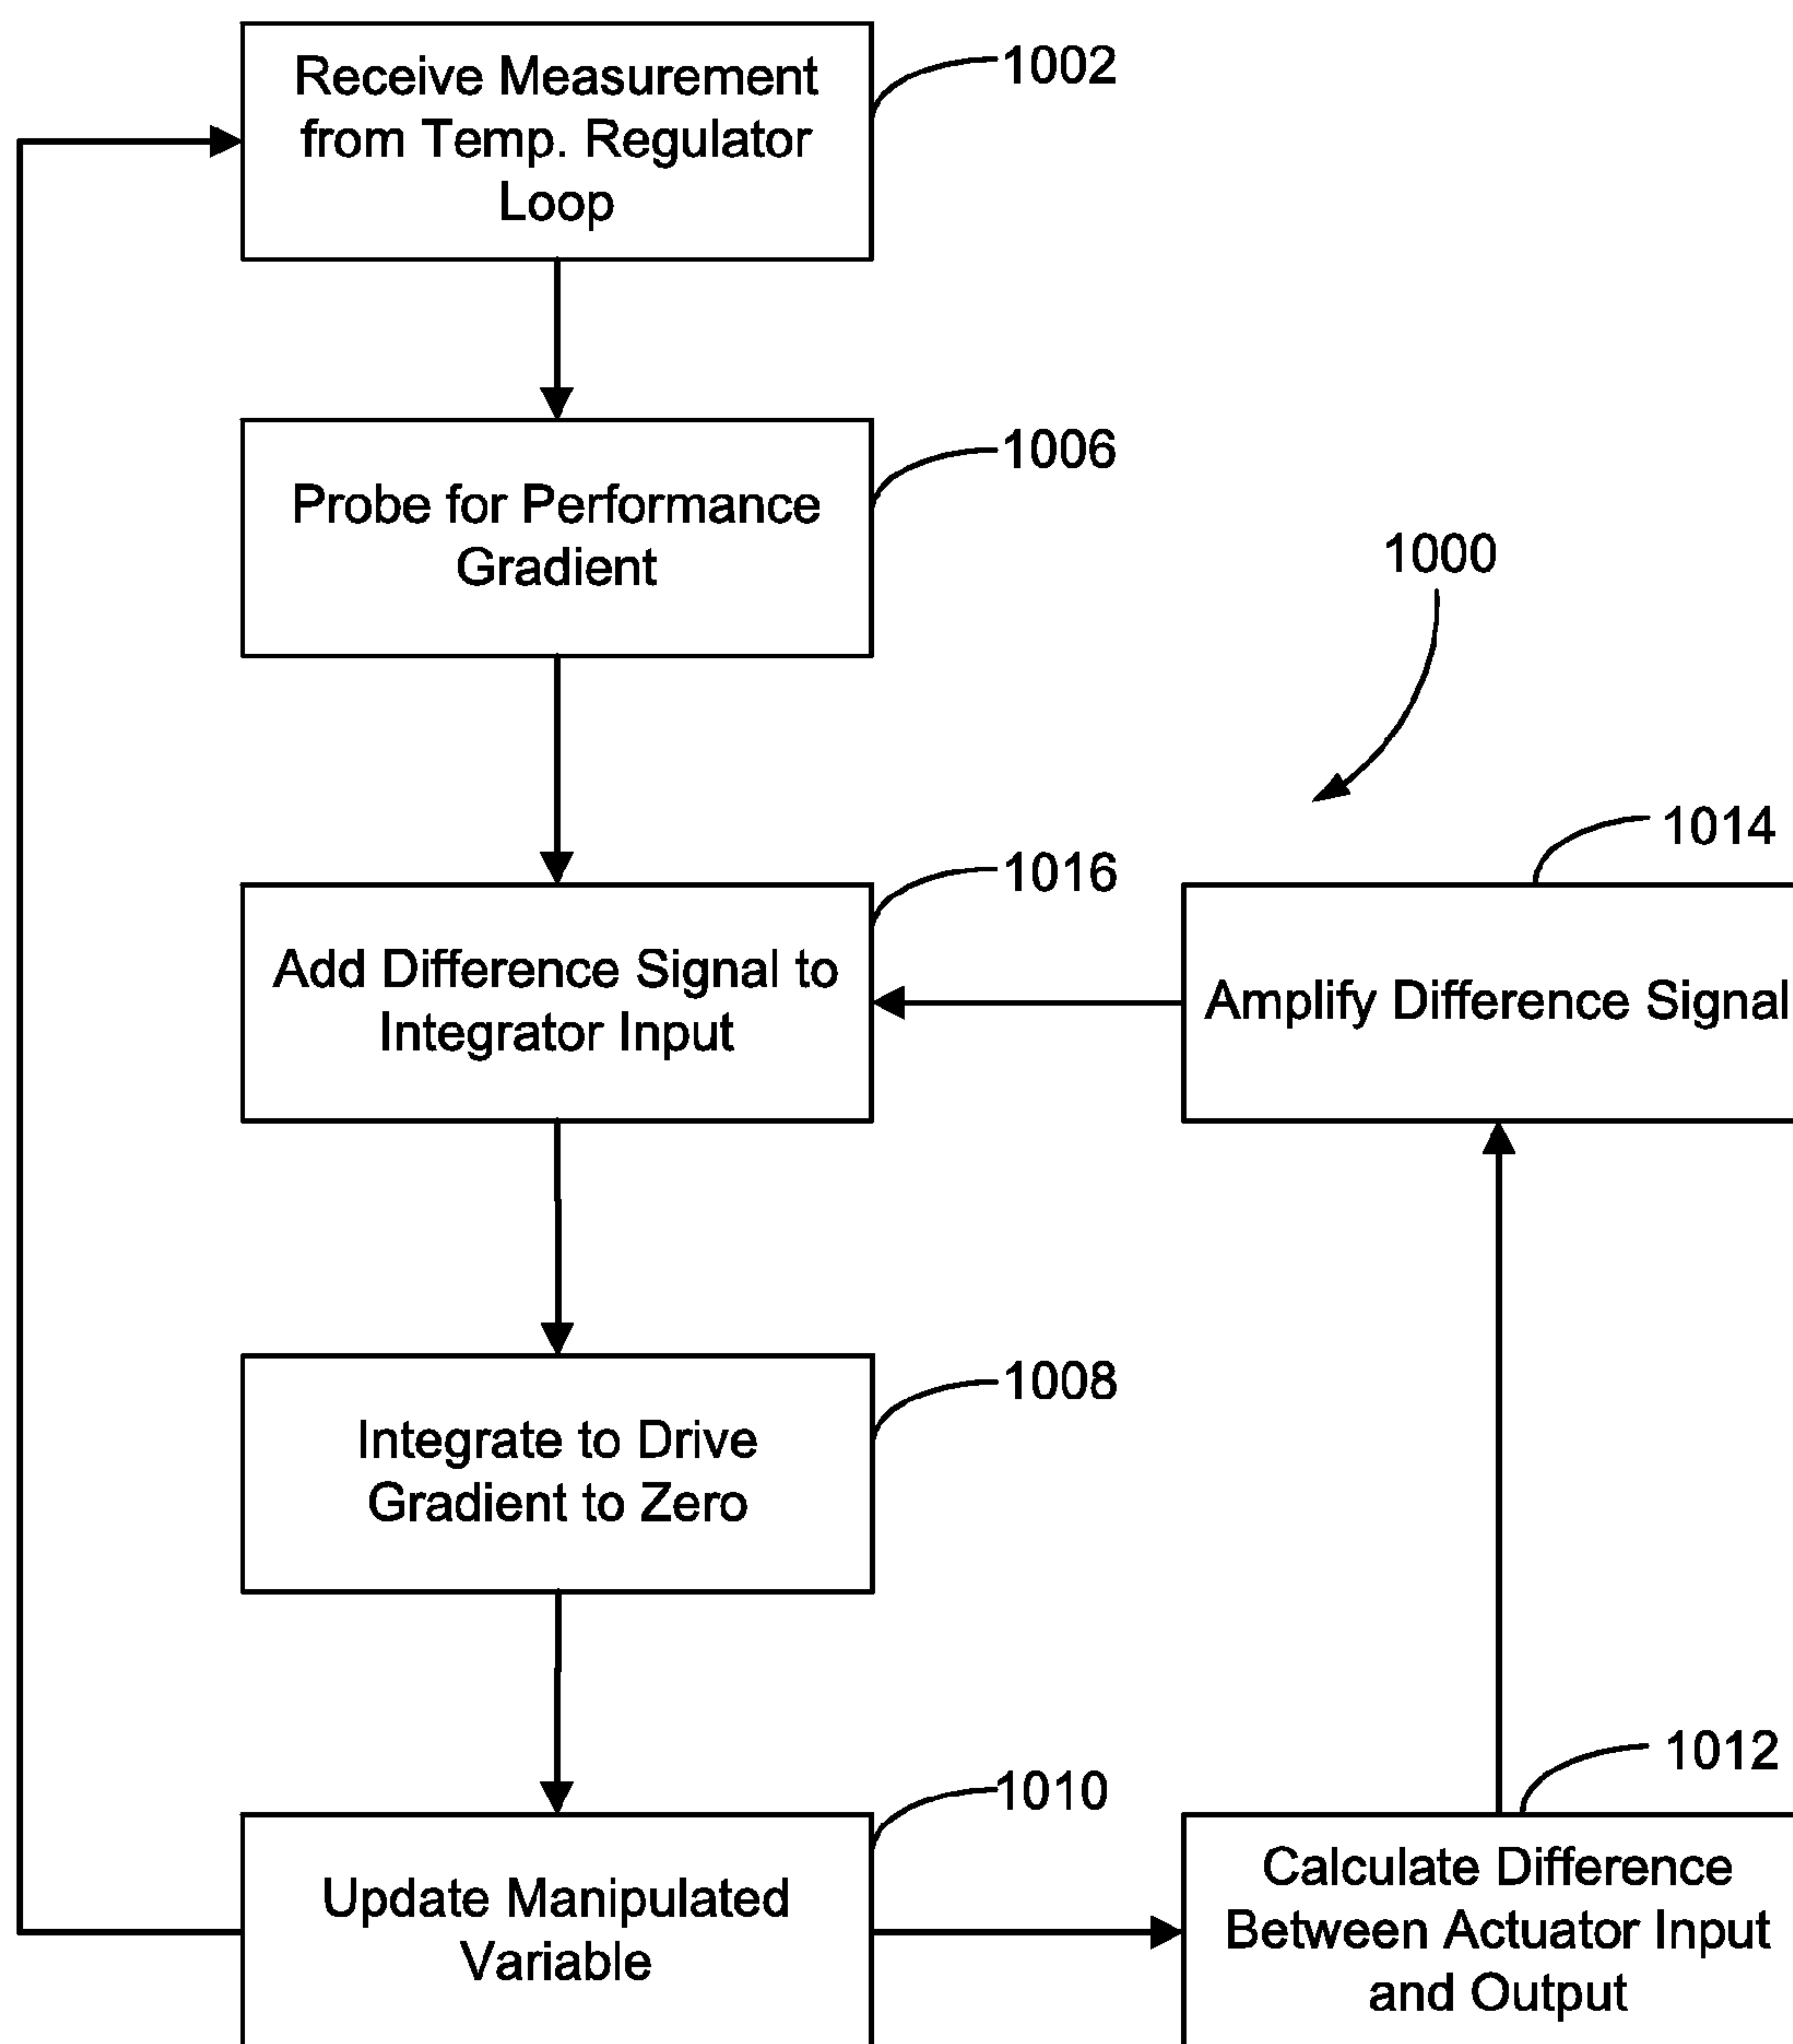 Receive Measurement
from Temp. Regulator
Loop
1002
Probe for Performance
Gradient
1006
1000
Add Difference Signal to
Integrator Input
1016
Amplify Difference Signal
1014
Integrate to Drive
Gradient to Zero
1008
Update Manipulated
Variable
1010
Calculate Difference
Between Actuator Input
and Output
1012